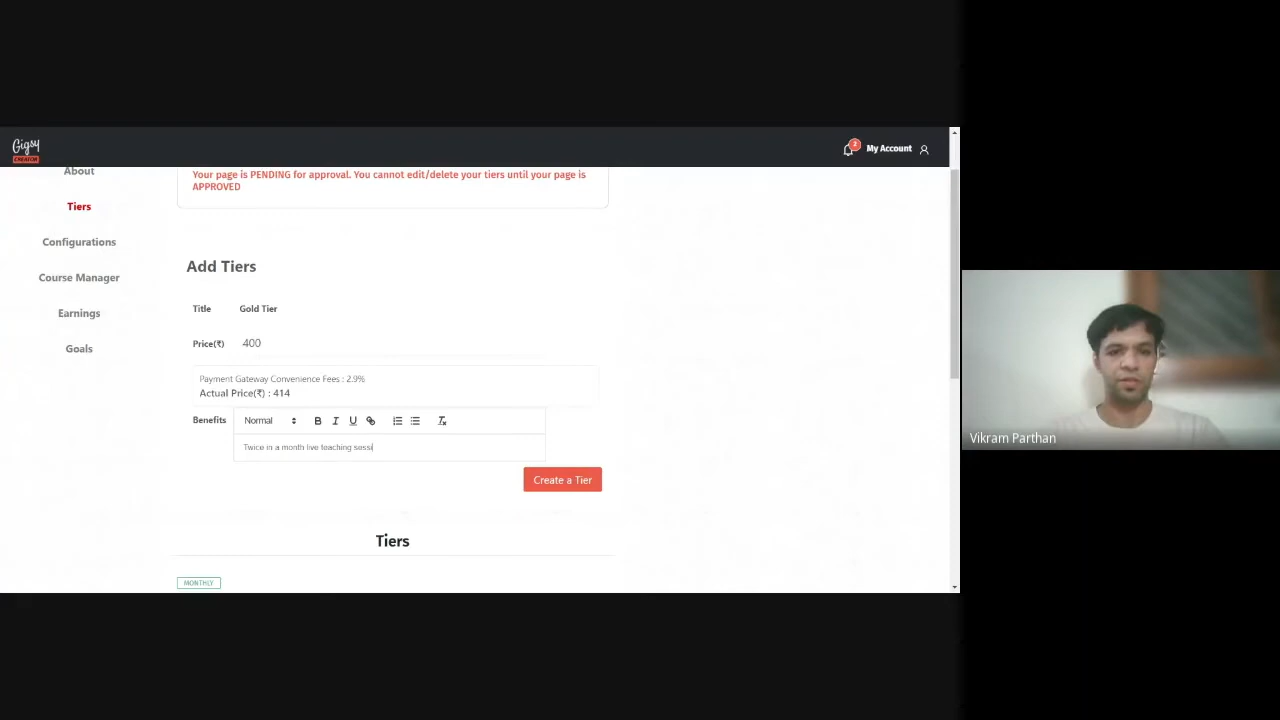 Gigsy
CREATOR
2
My Account
About
Tiers
Configurations
Course Manager
Earnings
Goals
Your page is PENDING for approval. You cannot edit/delete your tiers until your page is
APPROVED
Add Tiers
Title Gold Tier
Price(₹) 400
Payment Gateway Convenience Fees : 2.9%
Actual Price(₹) : 414
Benefits Normal B I U
Twice in a month live teaching sessi
Create a Tier
Tiers
MONTHLY
Vikram Parthan